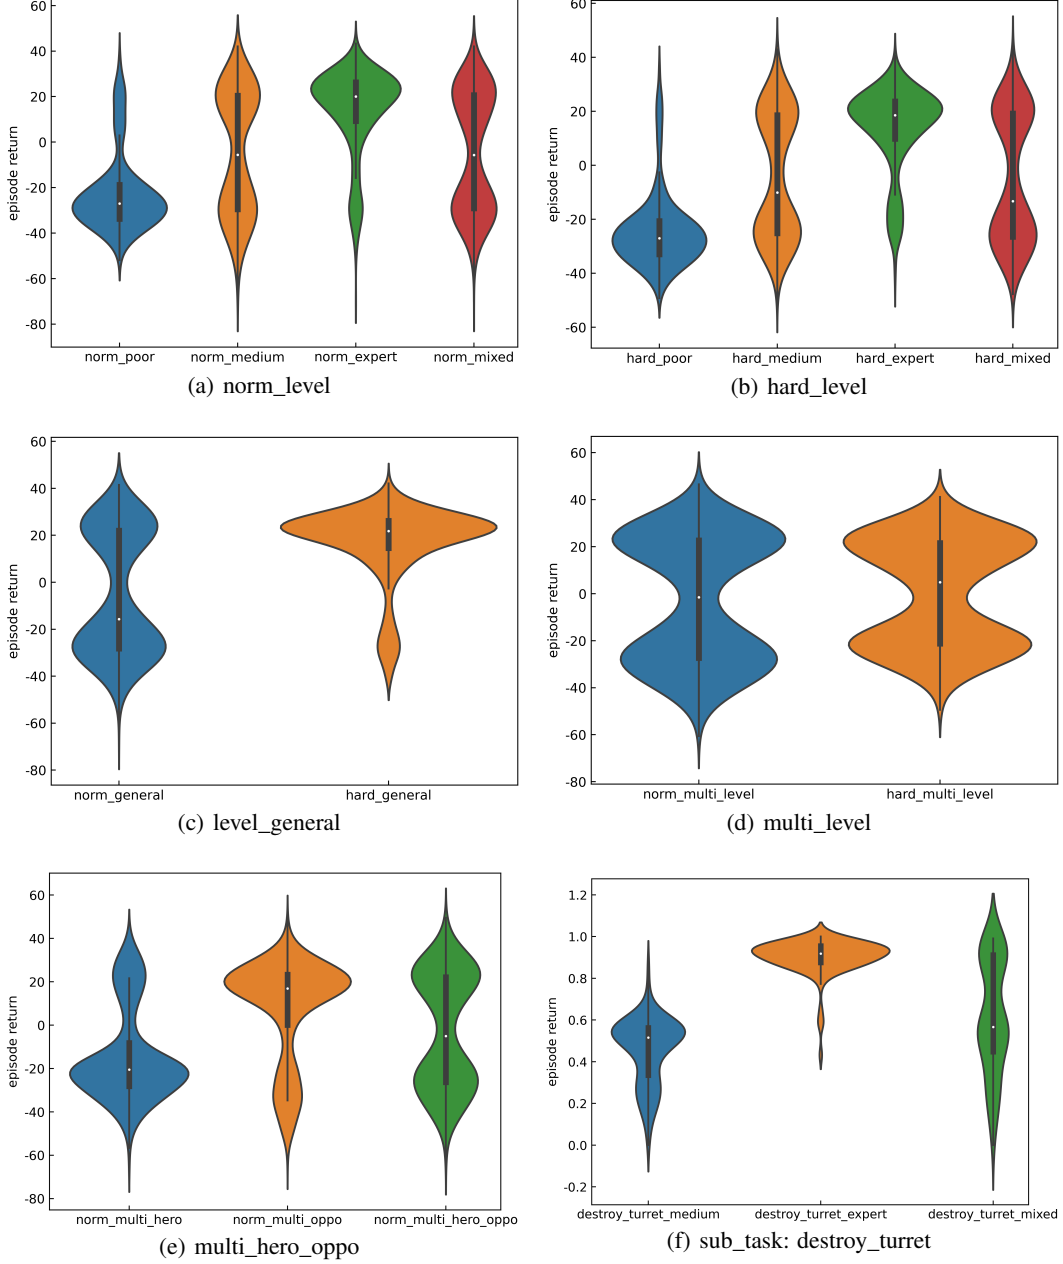 60
40
20
0
-20
-40
-60
-80
episode return
norm_poor norm_medium norm_expert norm_mixed
(a) norm_level
60
40
20
0
-20
-40
-60
episode return
hard_poor hard_medium hard_expert hard_mixed
(b) hard_level
60
40
20
0
-20
-40
-60
-80
episode return
norm_general hard_general
(c) level_general
60
40
20
0
-20
-40
-60
-80
episode return
norm_multi_level hard_multi_level
(d) multi_level
60
40
20
0
-20
-40
-60
-80
episode return
norm_multi_hero norm_multi_oppo norm_multi_hero_oppo
(e) multi_hero_oppo
1.2
1.0
0.8
0.6
0.4
0.2
0.0
-0.2
episode return
destroy_turret_medium destroy_turret_expert destroy_turret_mixed
(f) sub_task: destroy_turret